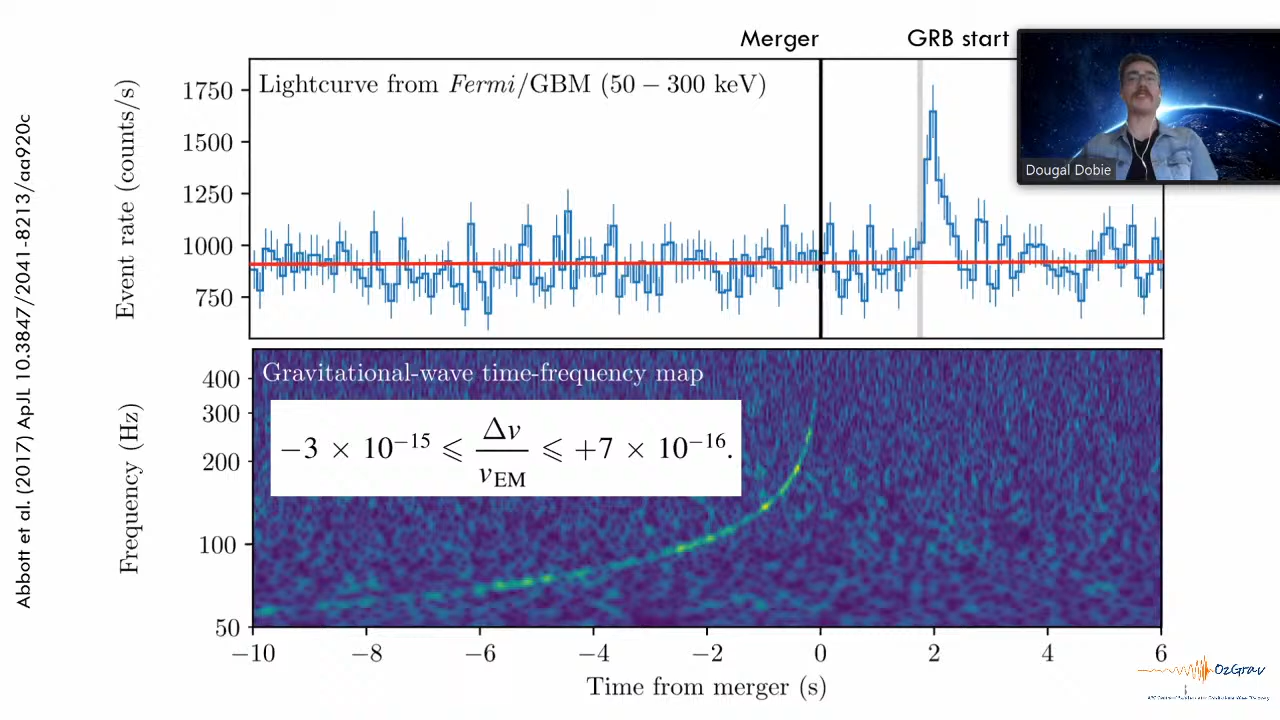 Merger
GRB start
Lightcurve from Fermi/GBM (50 – 300 keV)
Event rate (counts/s)
1750
1500
1250
1000
750
Dougal Dobie
Abbott et al. (2017) ApJL 10.3847/2041-8213/aa920c
Gravitational-wave time-frequency map
−3 × 10⁻¹⁵ ⩽ Δv/v_EM ⩽ +7 × 10⁻¹⁶.
Frequency (Hz)
400
300
200
100
50
−10 −8 −6 −4 −2 0 2 4 6
Time from merger (s)
OzGrav